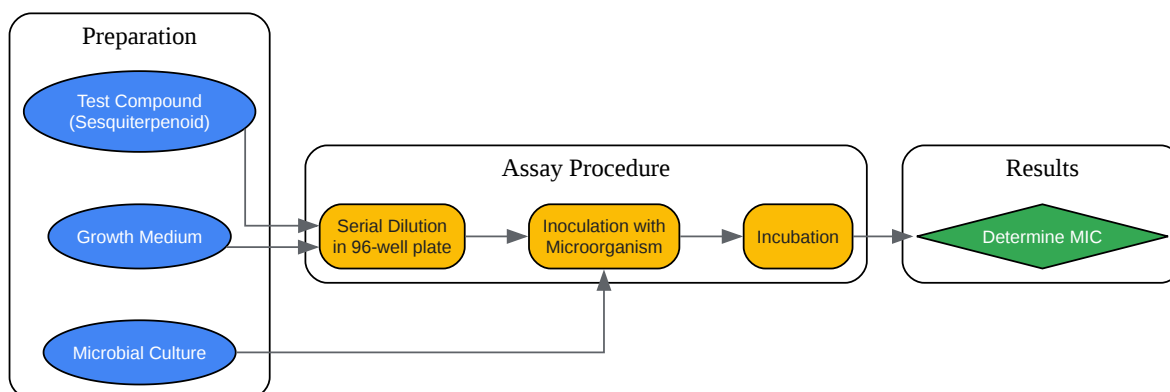 Preparation
Test Compound
(Sesquiterpenoid)
Growth Medium
Microbial Culture
Assay Procedure
Serial Dilution
in 96-well plate
Inoculation with
Microorganism
Incubation
Results
Determine MIC